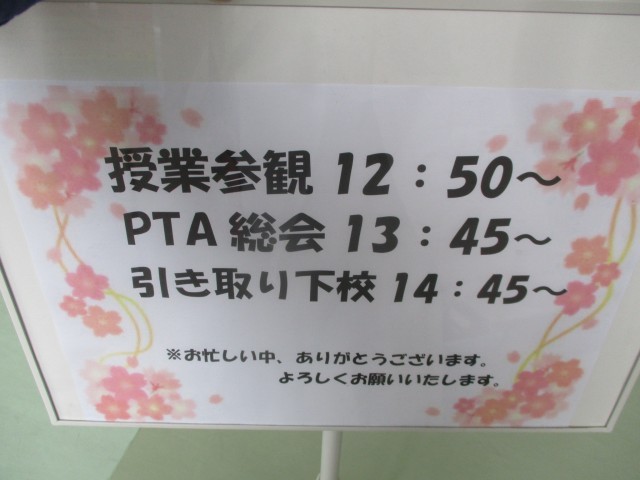 授業参観 12：50～
PTA 総会 13：45～
引き取り下校 14：45～
※お忙しい中、ありがとうございます。
よろしくお願いいたします。